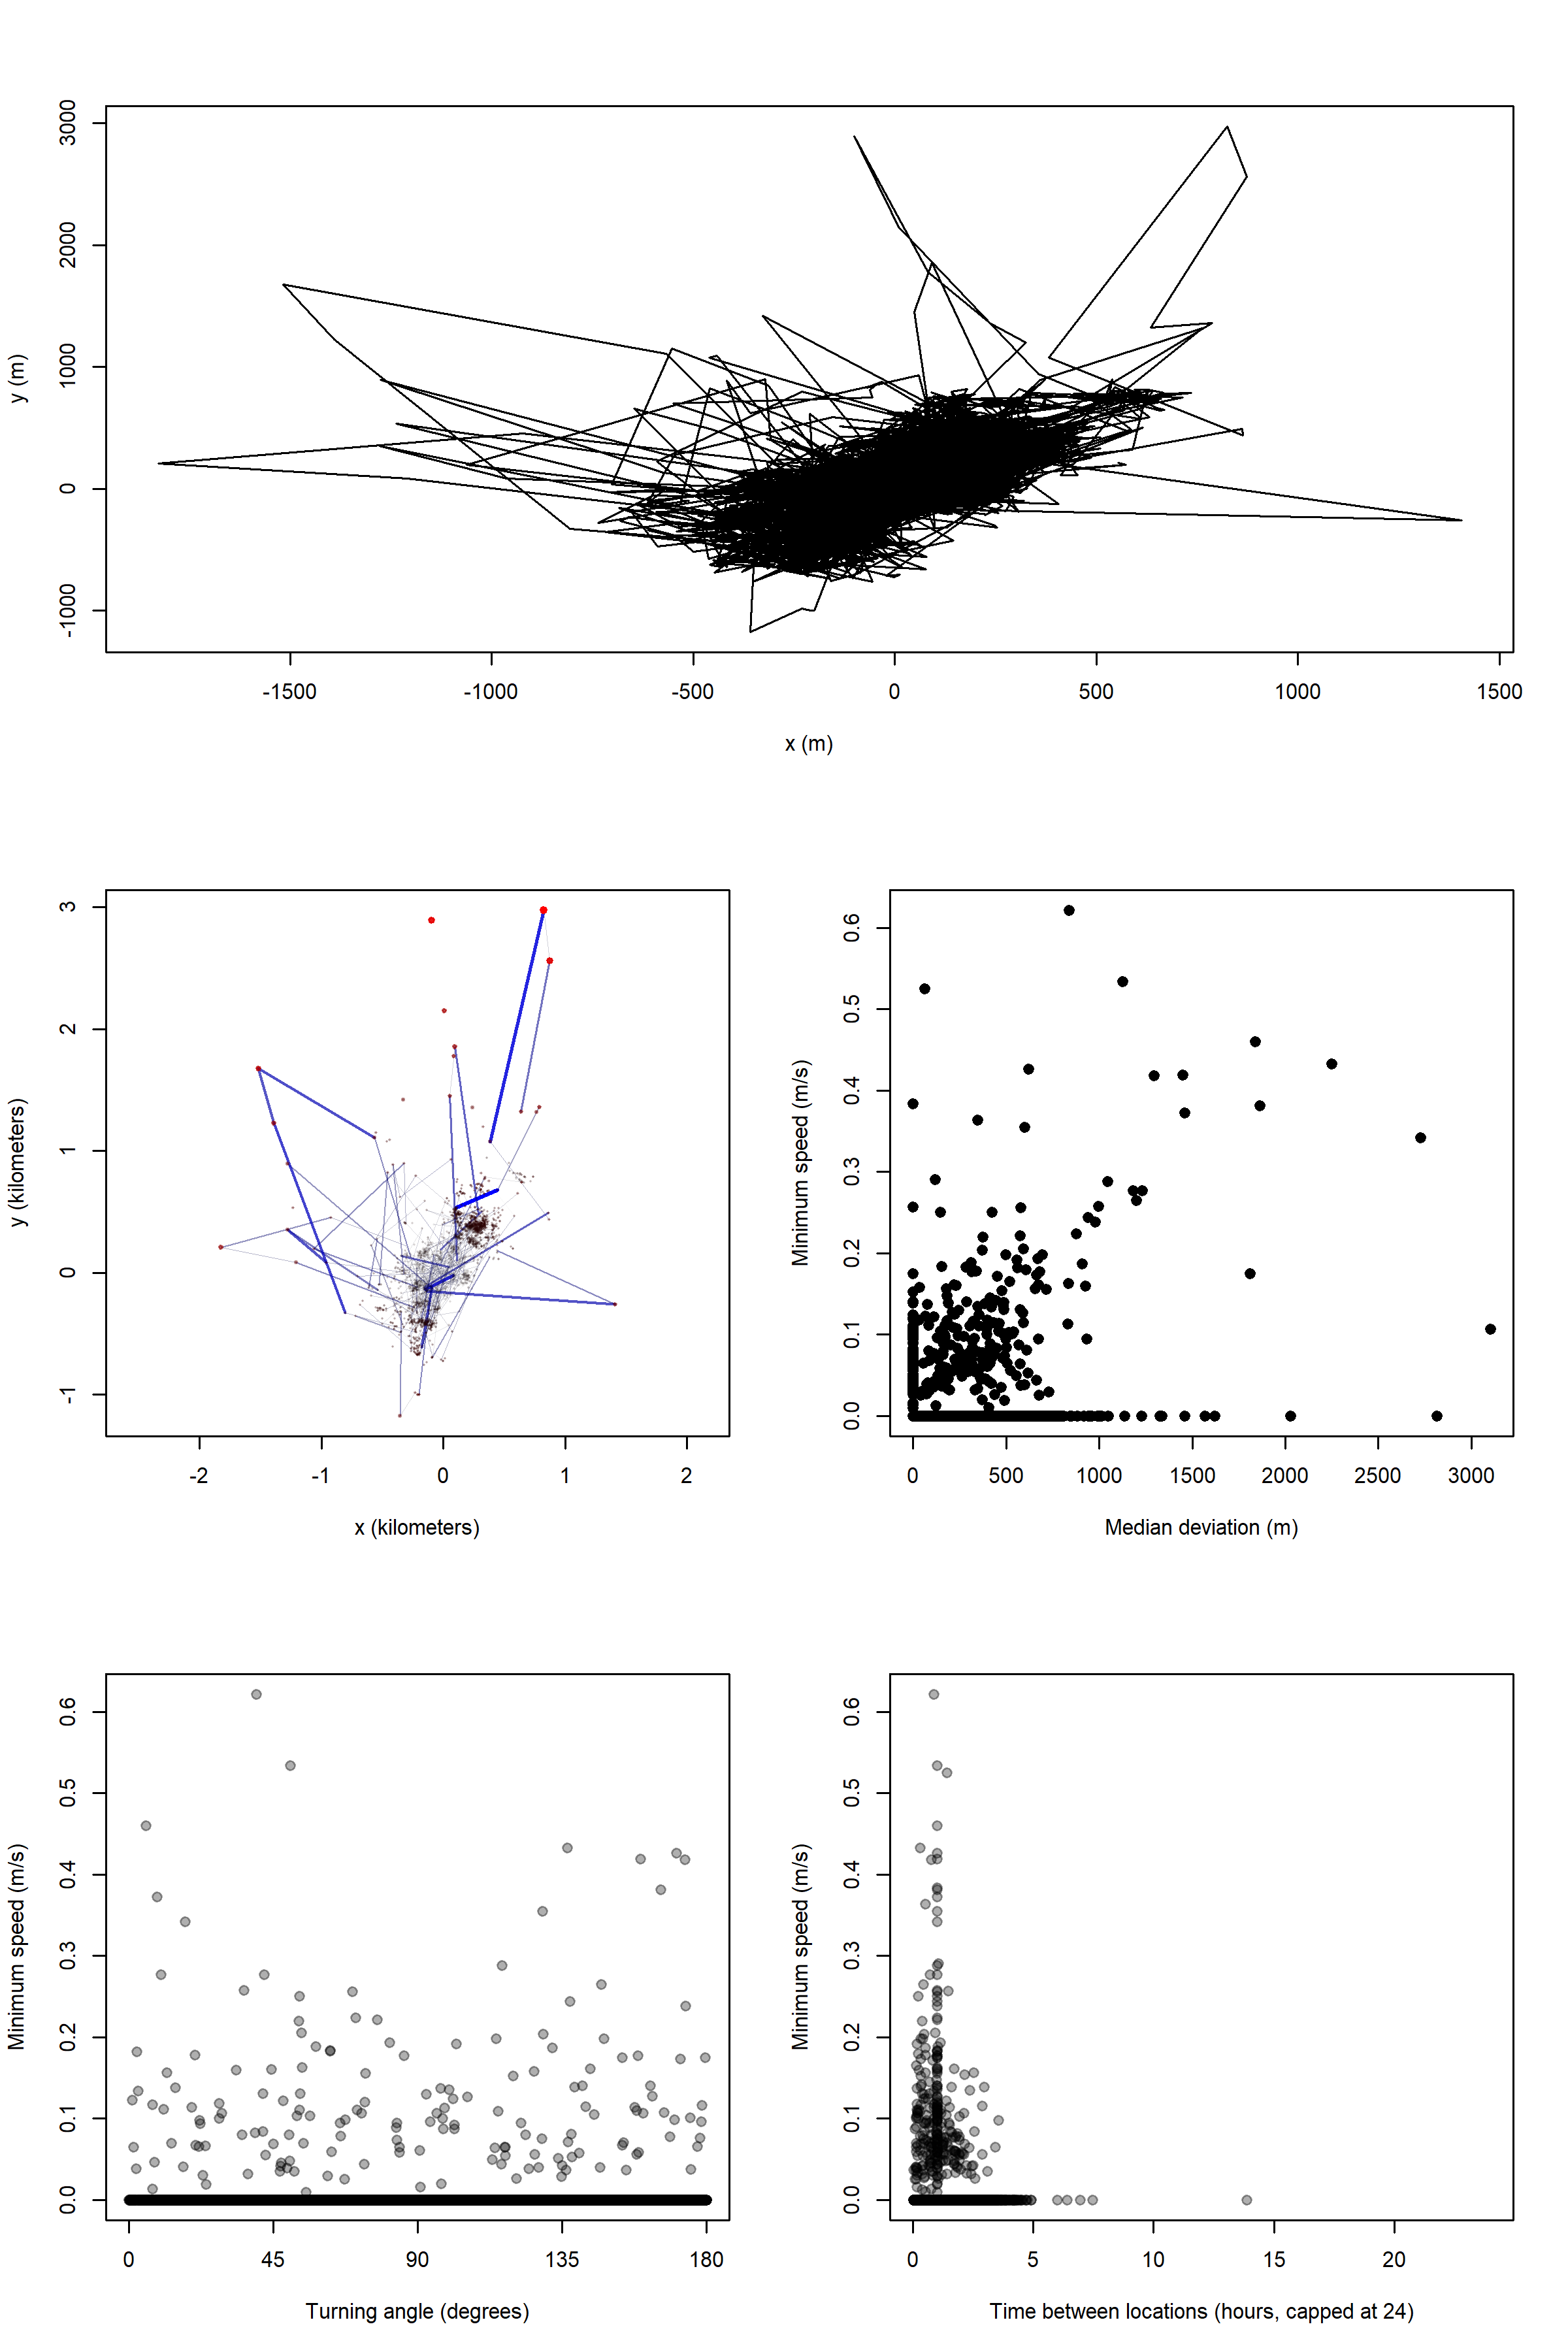 3000
2000
1000
0
-1000
y (m)
-1500 -1000 -500 0 500 1000 1500
x (m)
3
2
1
0
-1
y (kilometers)
-2 -1 0 1 2
x (kilometers)
0.6
0.5
0.4
0.3
0.2
0.1
0.0
Minimum speed (m/s)
0 500 1000 1500 2000 2500 3000
Median deviation (m)
0.6
0.5
0.4
0.3
0.2
0.1
0.0
Minimum speed (m/s)
0 45 90 135 180
Turning angle (degrees)
0.6
0.5
0.4
0.3
0.2
0.1
0.0
Minimum speed (m/s)
0 5 10 15 20
Time between locations (hours, capped at 24)